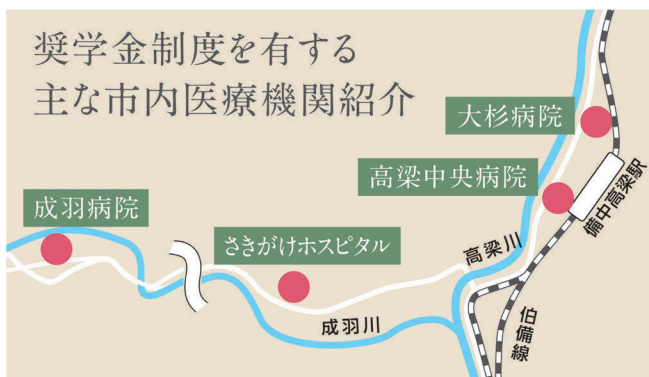 奨学金制度を有する
主な市内医療機関紹介
大杉病院
高梁中央病院
備中高梁駅
成羽病院
さきがけホスピタル
高梁川
成羽川
伯備線